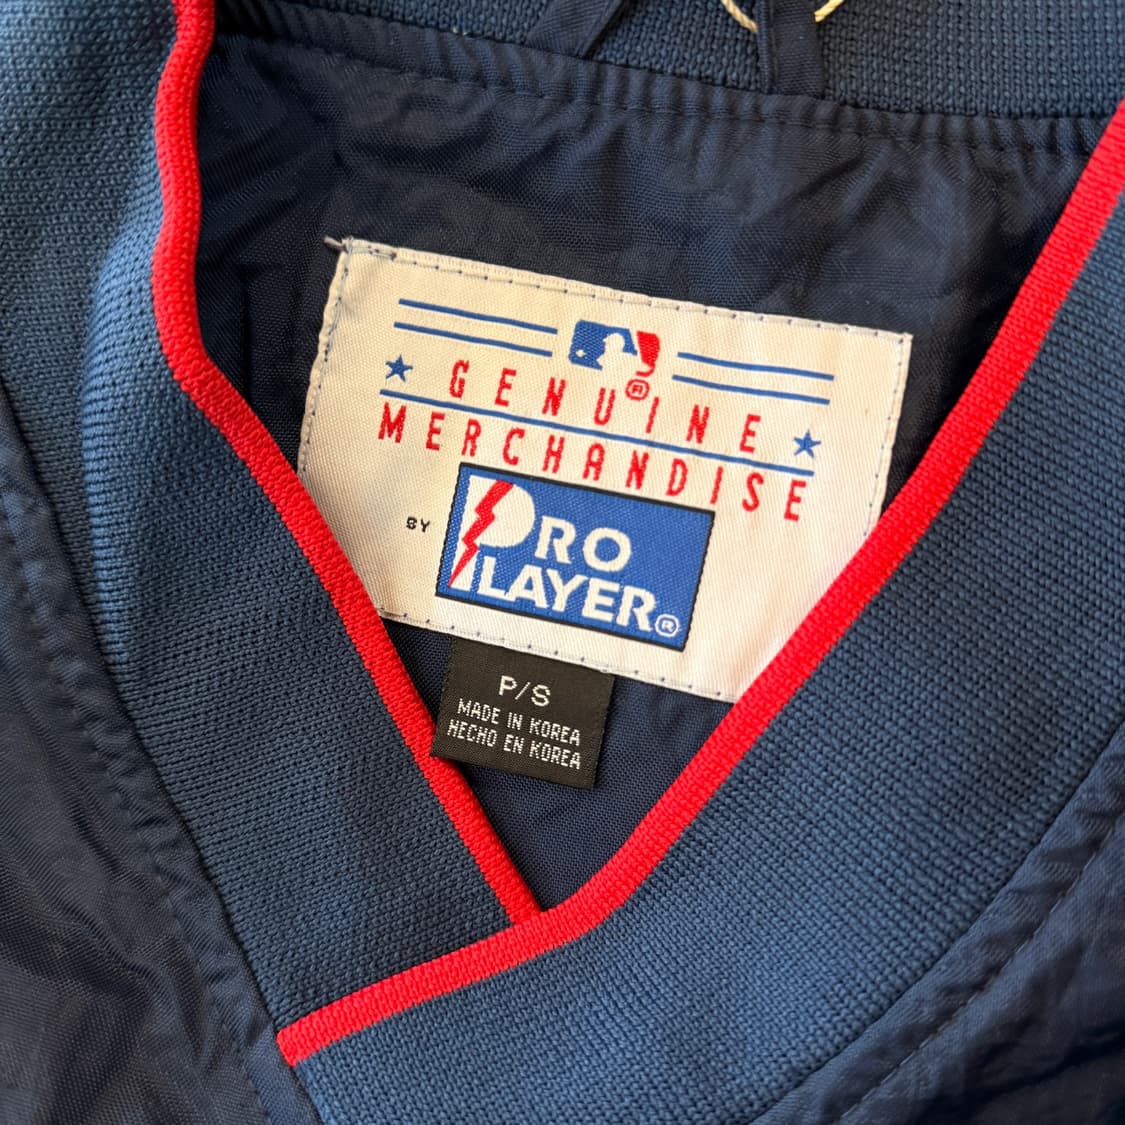 GENUINE
®
MERCHANDISE
BY PRO
PLAYER®
P/S
MADE IN KOREA
HECHO EN KOREA